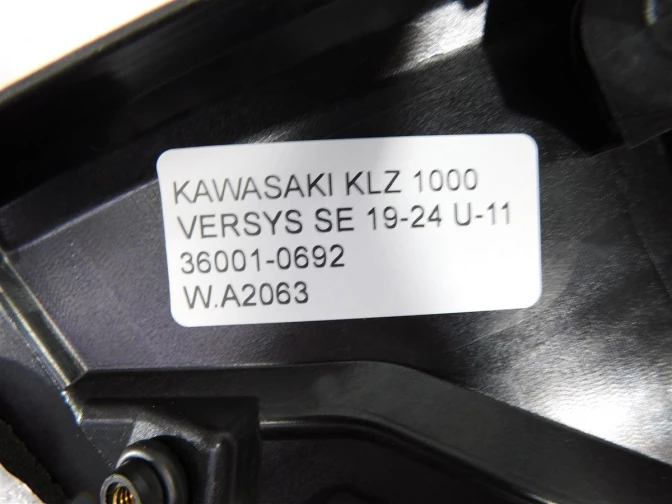 KAWASAKI KLZ 1000
VERSYS SE 19-24 U-11
36001-0692
W.A2063